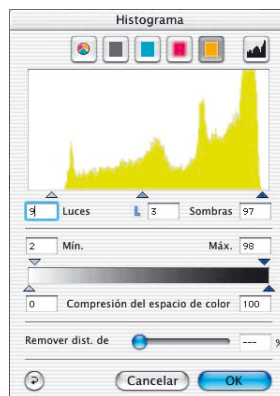 Histograma
9 Luces L 3 Sombras 97
2 Mín. Máx. 98
0 Compresión del espacio de color 100
Remover dist. de --- %
Cancelar OK